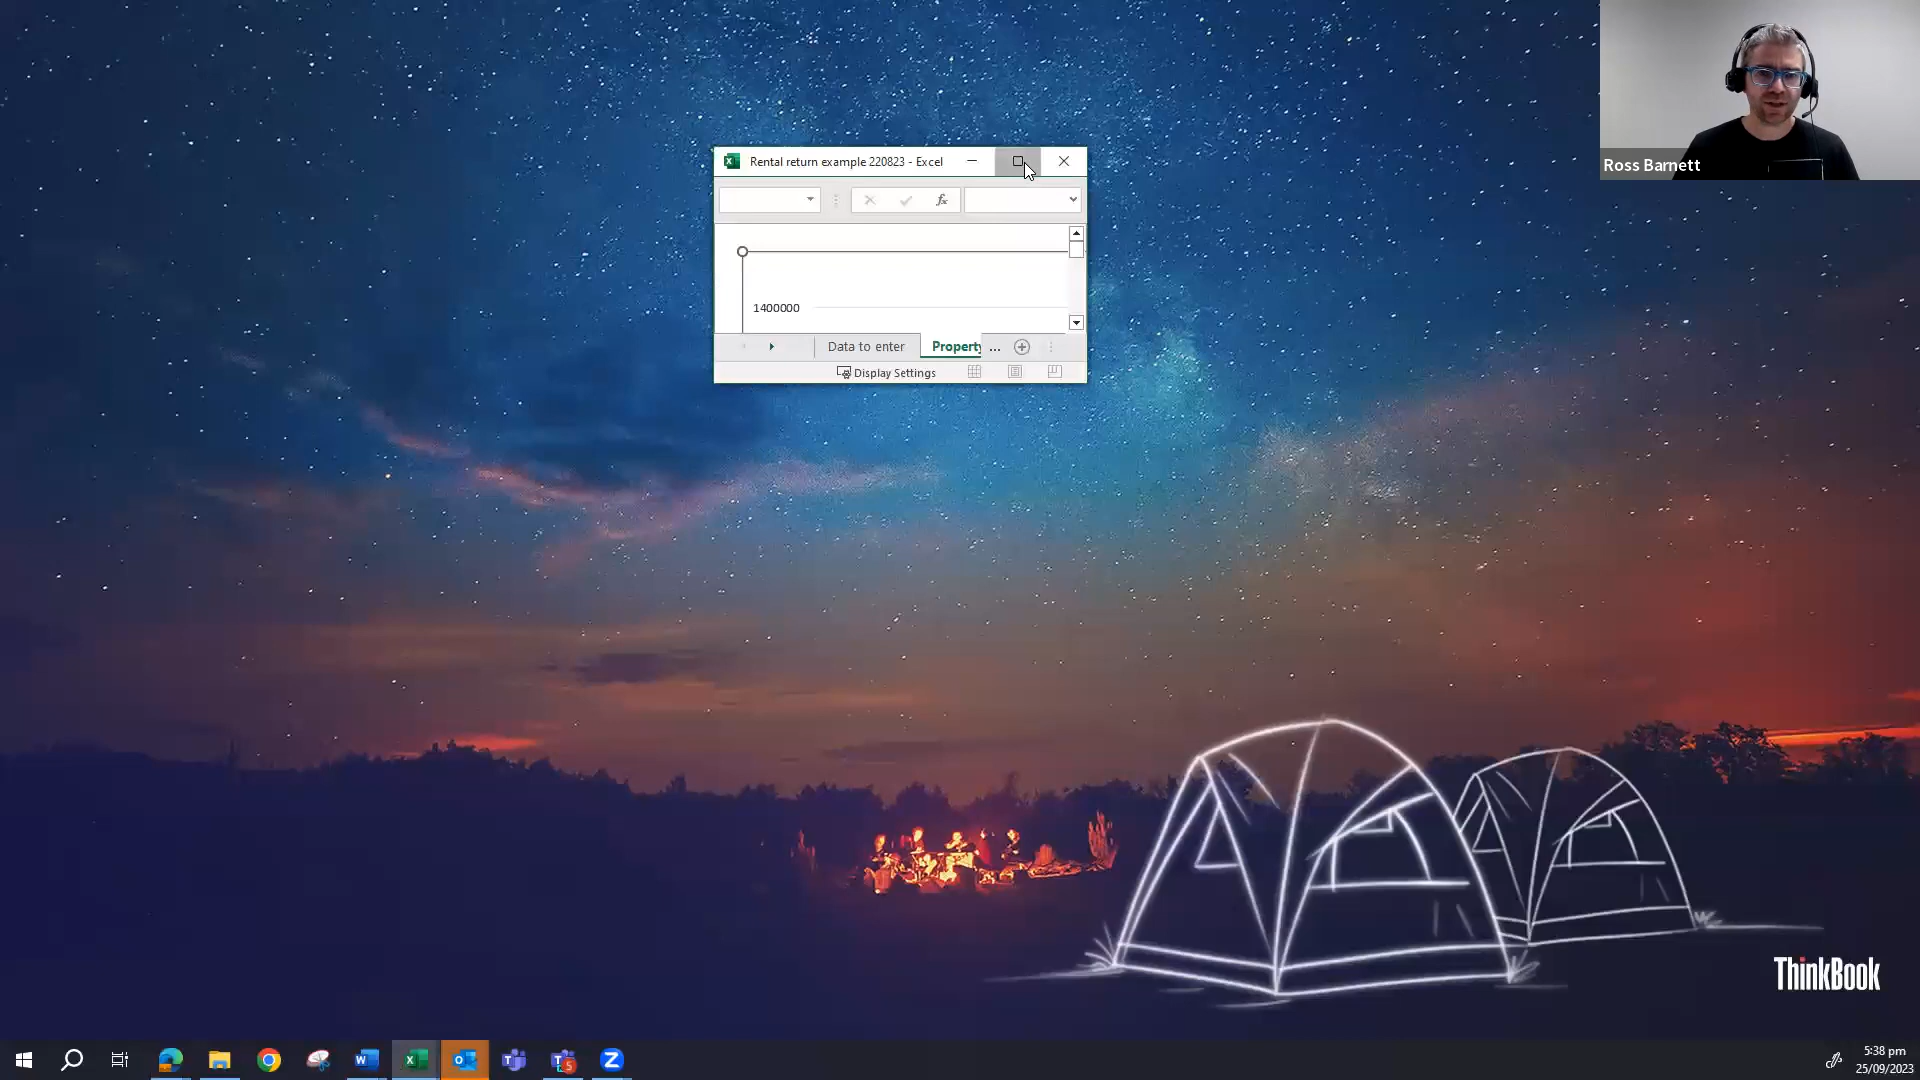 Ross Barnett
Rental return example 220823 - Excel
fx
1400000
Data to enter
Property
...
Display Settings
ThinkBook
5:38 pm
25/09/2023